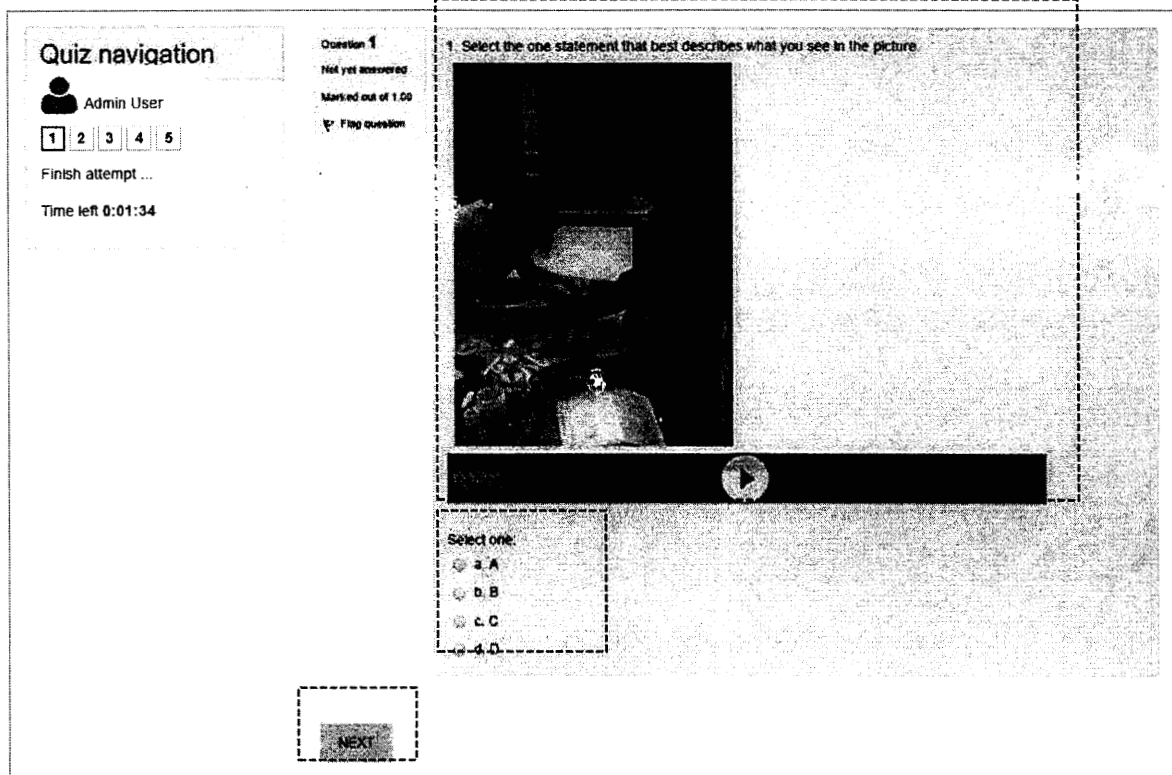 Quiz navigation
Admin User
1 2 3 4 5
Finish attempt ...
Time left 0:01:34
Question 1
Not yet answered
Marked out of 1.00
Flag question
1. Select the one statement that best describes what you see in the picture.
Select one:
a. A
b. B
c. C
d. D
NEXT